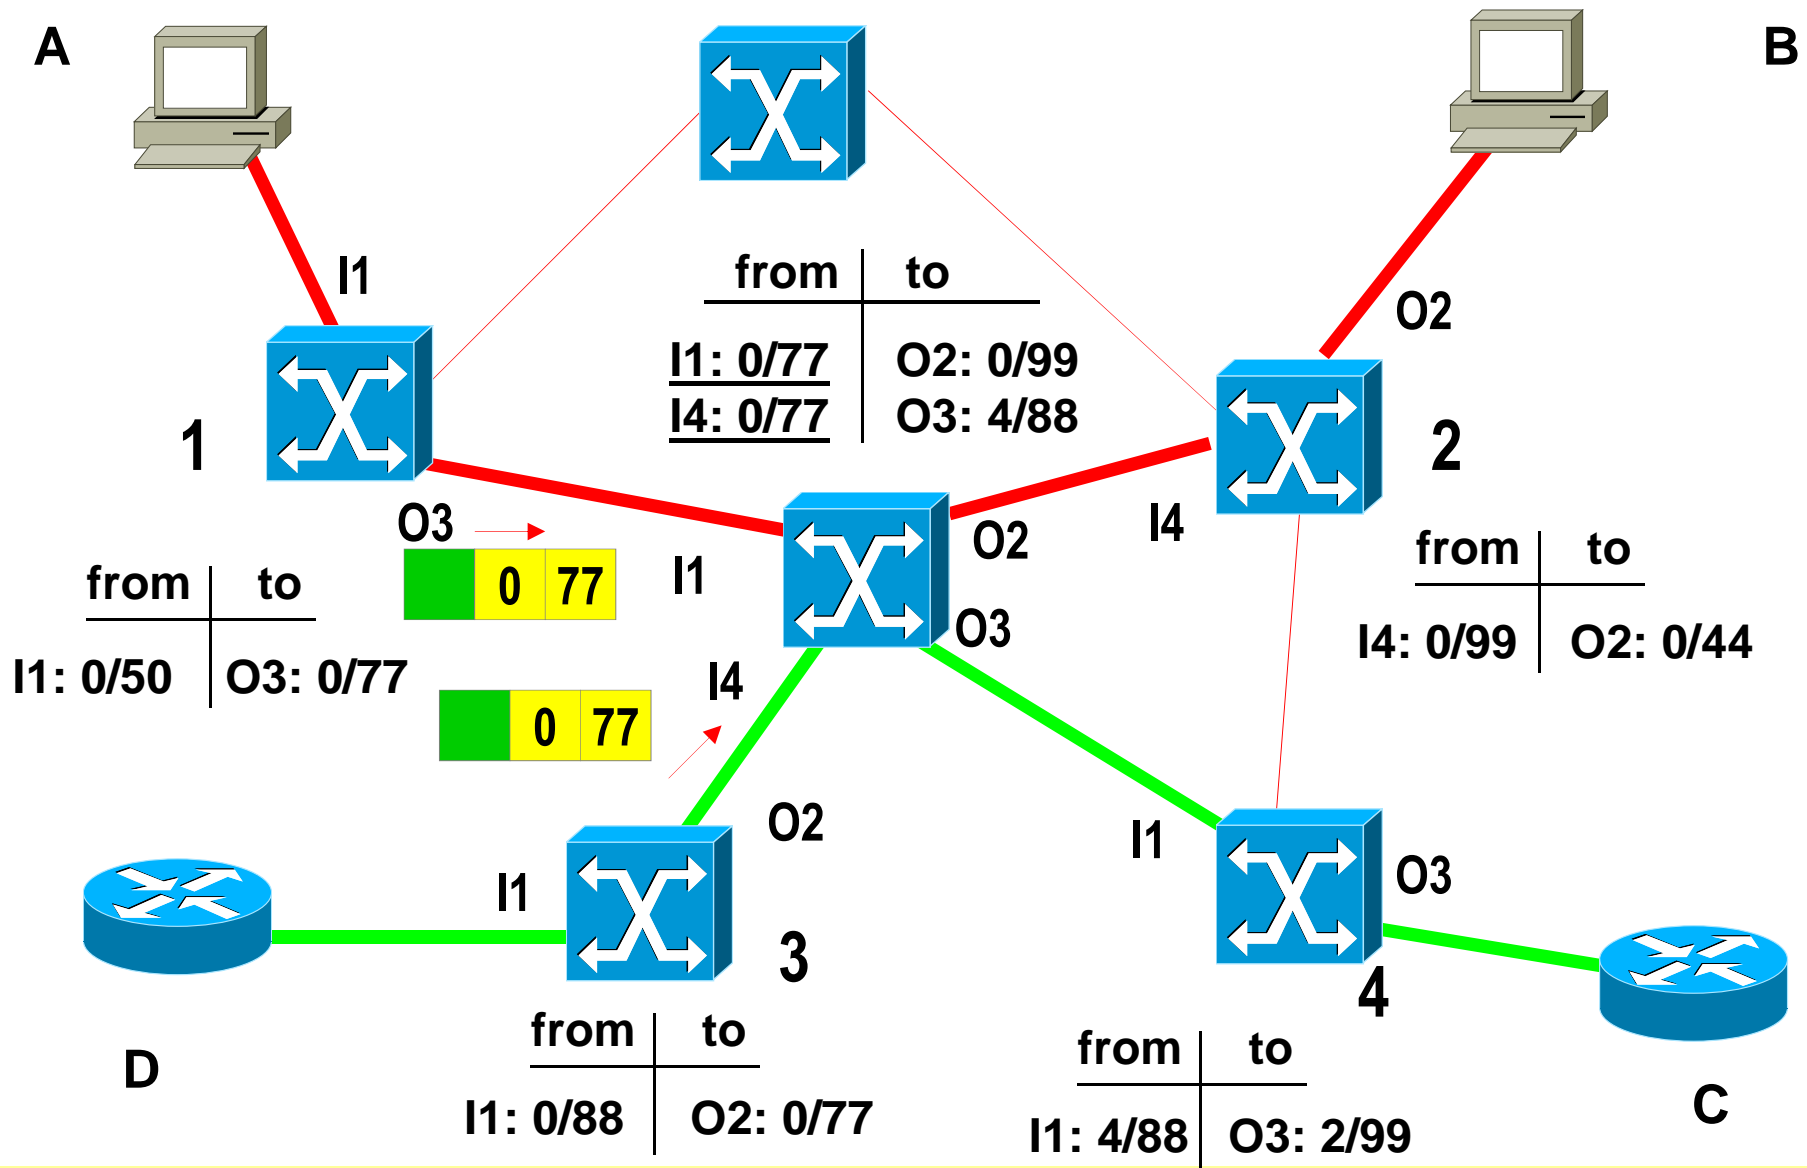 A
B
I1
from to
O2
I1: 0/77 O2: 0/99
I4: 0/77 O3: 4/88
1
2
O3
I4
O2
I1
from to
from to
0 77
O3
I1: 0/50 O3: 0/77
I4: 0/99 O2: 0/44
I4
0 77
O2
I1
O3
I1
3
4
from to
from to
D
C
I1: 0/88 O2: 0/77
I1: 4/88 O3: 2/99